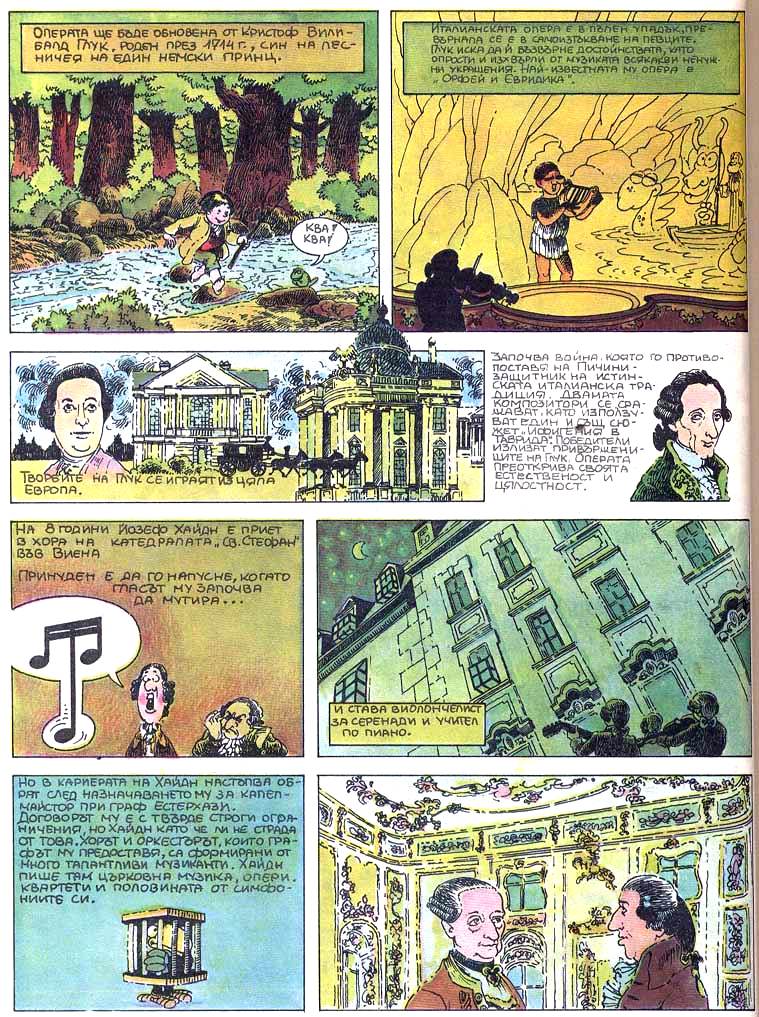 ОПЕРАТА ЩЕ БЪДЕ ОБНОВЕНА ОТ КРИСТОФ ВИЛИ-
БАЛД ГЛУК, РОДЕН ПРЕЗ 1714 Г., СИН НА ЛЕС-
НИЧЕЯ НА ЕДИН НЕМСКИ ПРИНЦ.
КВА!
КВА!
ИТАЛИАНСКАТА ОПЕРА Е В ПЪЛЕН УПАДЪК, ПРЕ-
ВЪРНАЛА СЕ Е В САМОИЗТЪКВАНЕ НА ПЕВЦИТЕ.
ГЛУК ИСКА ДА Й ВЪЗВЪРНЕ ДОСТОЙНСТВАТА, КАТО
ОПРОСТИ И ИЗХВЪРЛИ ОТ МУЗИКАТА ВСЯКАКВИ НЕНУЖ-
НИ УКРАШЕНИЯ. НАЙ-ИЗВЕСТНАТА МУ ОПЕРА Е
„ОРФЕЙ И ЕВРИДИКА".
ТВОРБИТЕ НА ГЛУК СЕ ИГРАЯТ ИЗ ЦЯЛА
ЕВРОПА.
ЗАПОЧВА ВОЙНА, КОЯТО ГО ПРОТИВО-
ПОСТАВЯ НА ПИЧИНИ-
ЗАЩИТНИК НА ИСТИН-
СКАТА ИТАЛИАНСКА ТРА-
ДИЦИЯ. ДВАМАТА
КОМПОЗИТОРИ СЕ СРА-
ЖАВАТ, КАТО ИЗПОЛЗУ-
ВАТ ЕДИН И СЪЩ СЮ-
ЖЕТ „ИФИГЕНИЯ В
ТАВРИДА". ПОБЕДИТЕЛИ
ИЗЛИЗАТ ПРИВЪРЖЕНИ-
ЦИТЕ НА ГЛУК. ОПЕРАТА
ПРЕОТКРИВА СВОЯТА
ЕСТЕСТВЕНОСТ И
ЦЯЛОСТНОСТ.
НА 8 ГОДИНИ ЙОЗЕФ ХАЙДН Е ПРИЕТ
В ХОРА НА КАТЕДРАЛАТА „СВ. СТЕФАН"
ВЪВ ВИЕНА
ПРИНУДЕН Е ДА ГО НАПУСНЕ, КОГАТО
ГЛАСЪТ МУ ЗАПОЧВА
ДА МУТИРА...
И СТАВА ВИОЛОНЧЕЛИСТ
ЗА СЕРЕНАДИ И УЧИТЕЛ
ПО ПИАНО.
НО В КАРИЕРАТА НА ХАЙДН НАСТЪПВА ОБ-
РАТ СЛЕД НАЗНАЧАВАНЕТО МУ ЗА КАПЕЛ-
МАЙСТОР ПРИ ГРАФ ЕСТЕРХАЗИ.
ДОГОВОРЪТ МУ Е С ТВЪРДЕ СТРОГИ ОГРА-
НИЧЕНИЯ, НО ХАЙДН КАТО ЧЕ ЛИ НЕ СТРАДА
ОТ ТОВА. ХОРЪТ И ОРКЕСТЪРЪТ, КОИТО ГРА-
ФЪТ МУ ПРЕДОСТАВЯ, СА ФОРМИРАНИ ОТ
МНОГО ТАЛАНТЛИВИ МУЗИКАНТИ. ХАЙДН
ПИШЕ ТАМ ЦЪРКОВНА МУЗИКА, ОПЕРИ,
КВАРТЕТИ И ПОЛОВИНАТА ОТ СИМФО-
НИИТЕ СИ.